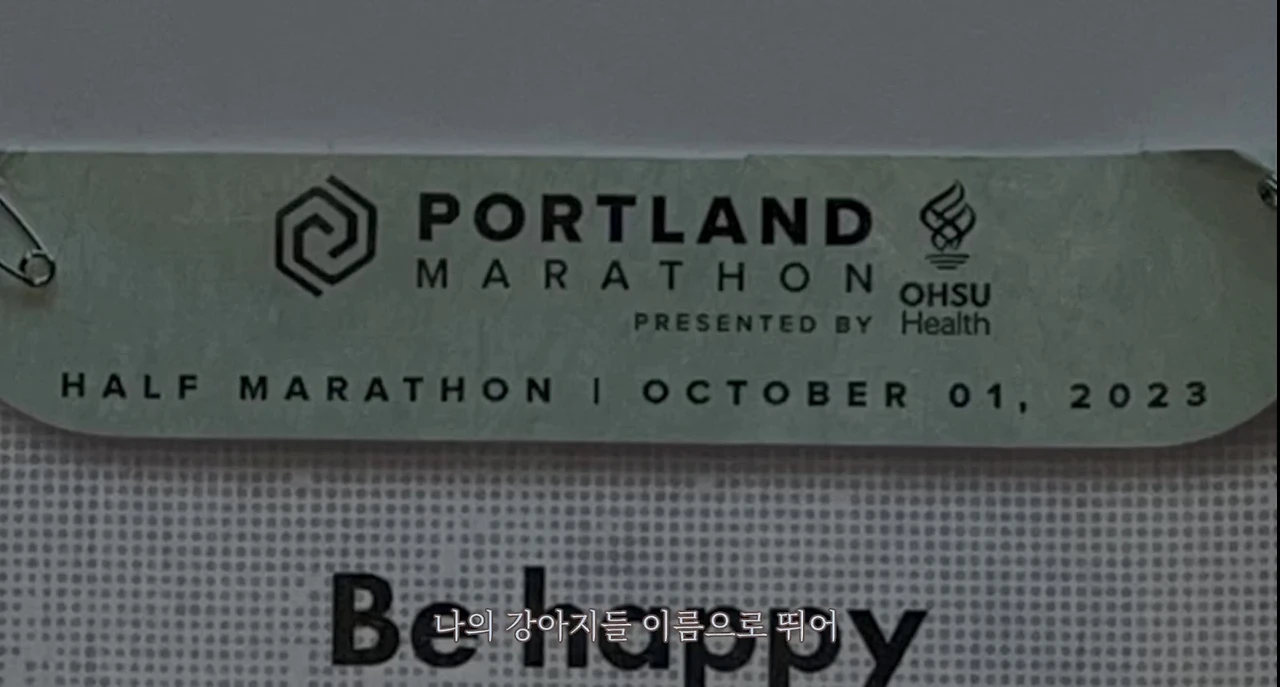 PORTLAND
MARATHON
PRESENTED BY
OHSU
Health
HALF MARATHON | OCTOBER 01, 2023
Be happy
나의 강아지들 이름으로 뛰어